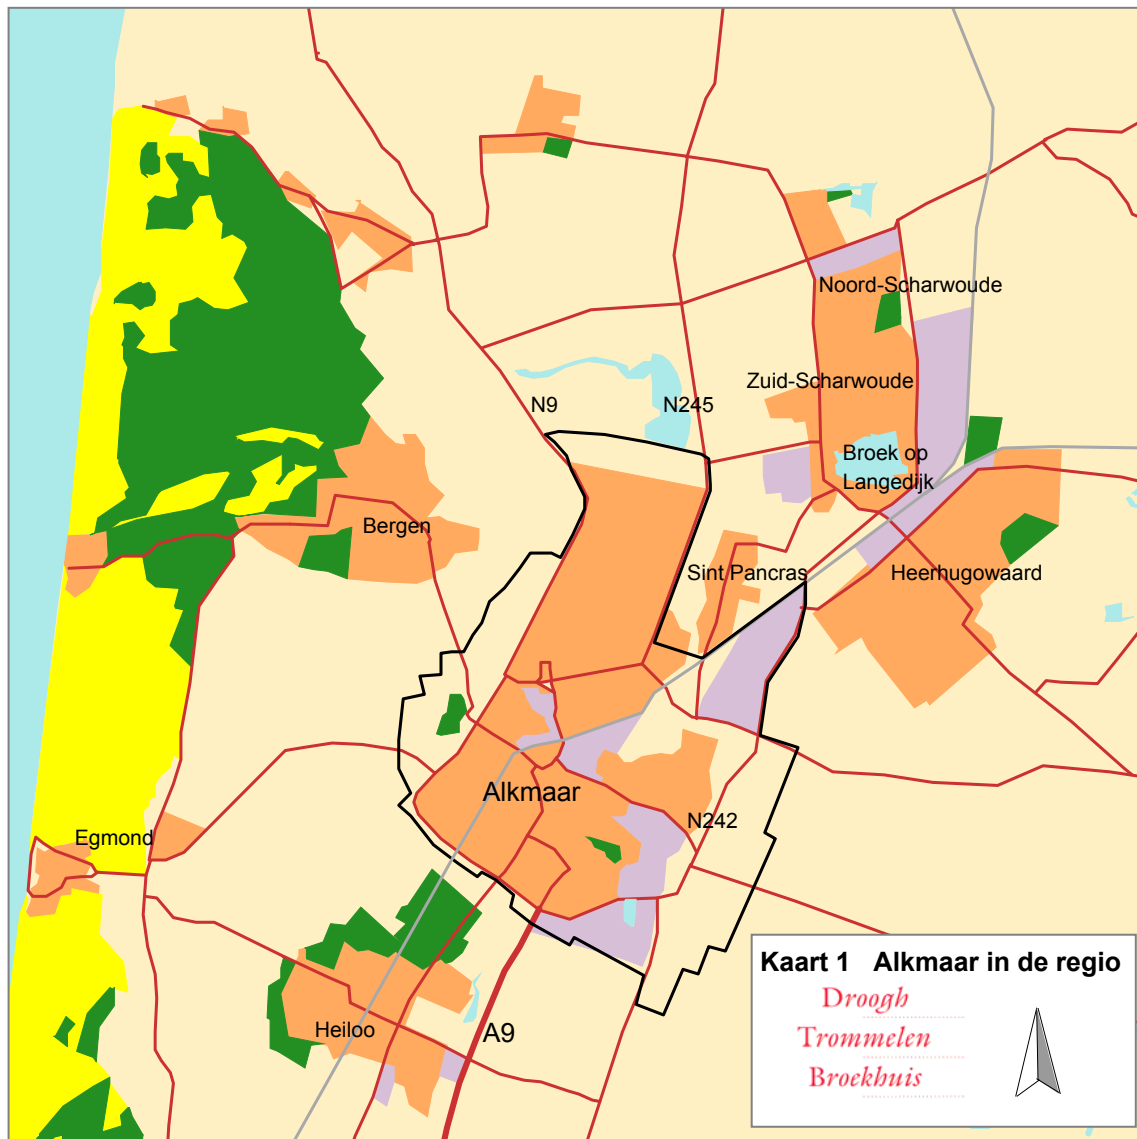 Noord-Scharwoude
Zuid-Scharwoude
N9
N245
Broek op
Langedijk
Bergen
Sint Pancras
Heerhugowaard
Alkmaar
N242
Egmond
Heiloo
A9
Kaart 1 Alkmaar in de regio
Droogh
Trommelen
Broekhuis